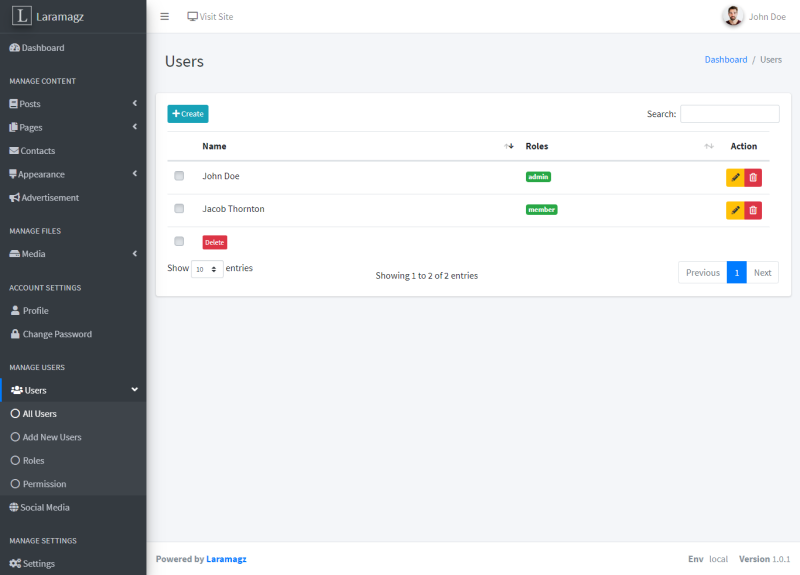 L Laramagz
Visit Site
John Doe
Dashboard
MANAGE CONTENT
Posts
Pages
Contacts
Appearance
Advertisement
MANAGE FILES
Media
ACCOUNT SETTINGS
Profile
Change Password
MANAGE USERS
Users
All Users
Add New Users
Roles
Permission
Social Media
MANAGE SETTINGS
Settings
Users
Dashboard / Users
Create
Search:
Name Roles Action
John Doe admin
Jacob Thornton member
Delete
Show 10 entries
Showing 1 to 2 of 2 entries
Previous 1 Next
Powered by Laramagz
Env local Version 1.0.1